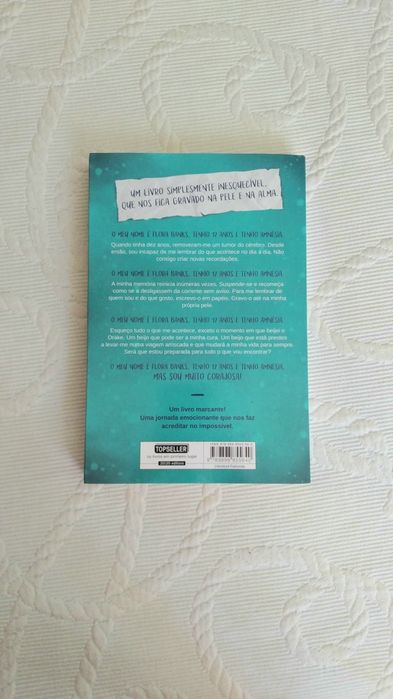 UM LIVRO SIMPLESMENTE INESQUECÍVEL.
QUE NOS FICA GRAVADO NA PELE E NA ALMA.
O MEU NOME É FLORA BANKS, TENHO 17 ANOS E TENHO AMNÉSIA.
Quando tinha dez anos, removeram-me um tumor do cérebro. Desde
então, sou incapaz de me lembrar do que acontece no dia a dia. Não
consigo criar novas recordações.
O MEU NOME É FLORA BANKS, TENHO 17 ANOS E TENHO AMNÉSIA.
A minha memória reinicia inúmeras vezes. Suspende-se e recomeça
como se a desligassem da corrente sem aviso. Para me lembrar de
quem sou e do que gosto, escrevo-o em papéis. Gravo-o até na minha
própria pele.
O MEU NOME É FLORA BANKS, TENHO 17 ANOS E TENHO AMNÉSIA.
Esqueço tudo o que me acontece, exceto o momento em que beijei o
Drake. Um beijo que pode ser a minha cura. Um beijo que está prestes
a levar-me numa viagem arriscada e que mudará a minha vida para sempre.
Será que estou preparada para tudo o que vou encontrar?
O MEU NOME É FLORA BANKS, TENHO 17 ANOS E TENHO AMNÉSIA,
MAS SOU MUITO CORAJOSA!
Um livro marcante!
Uma jornada emocionante que nos faz
acreditar no impossível.
TOPSELLER
os livros em primeiro lugar
20|20 editora